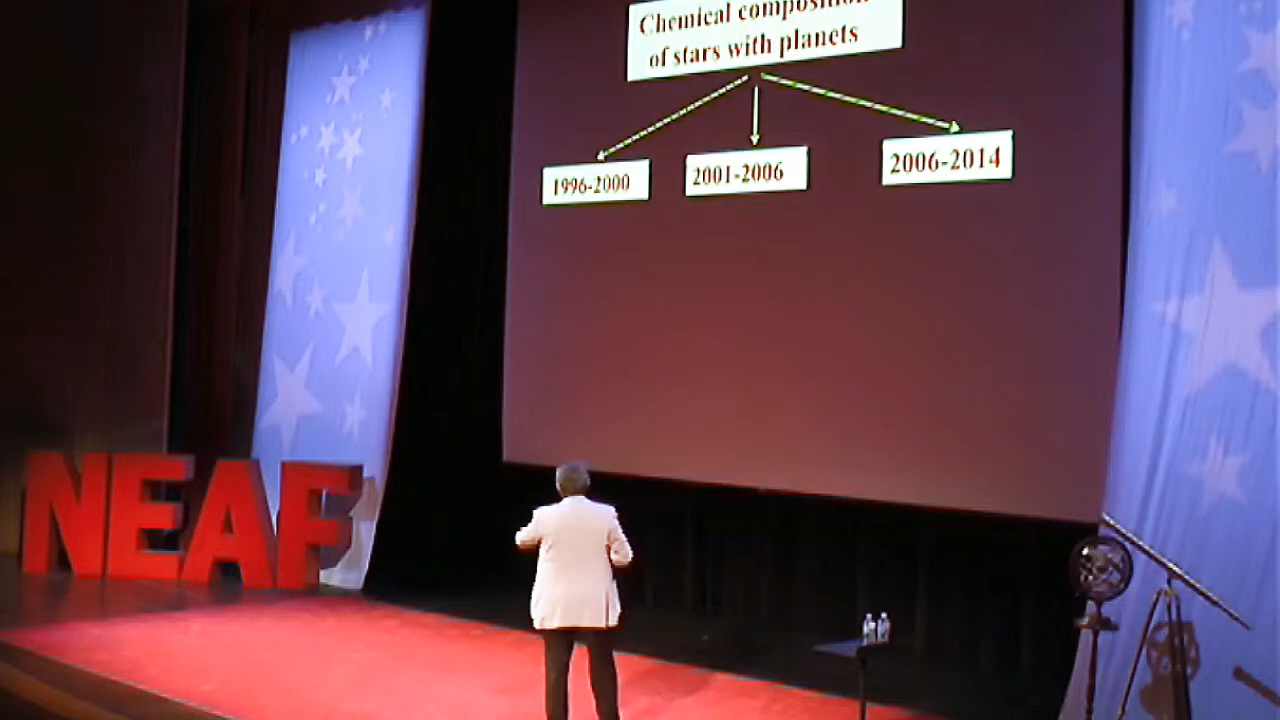 Chemical composition
of stars with planets
1996-2000
2001-2006
2006-2014
NEAF